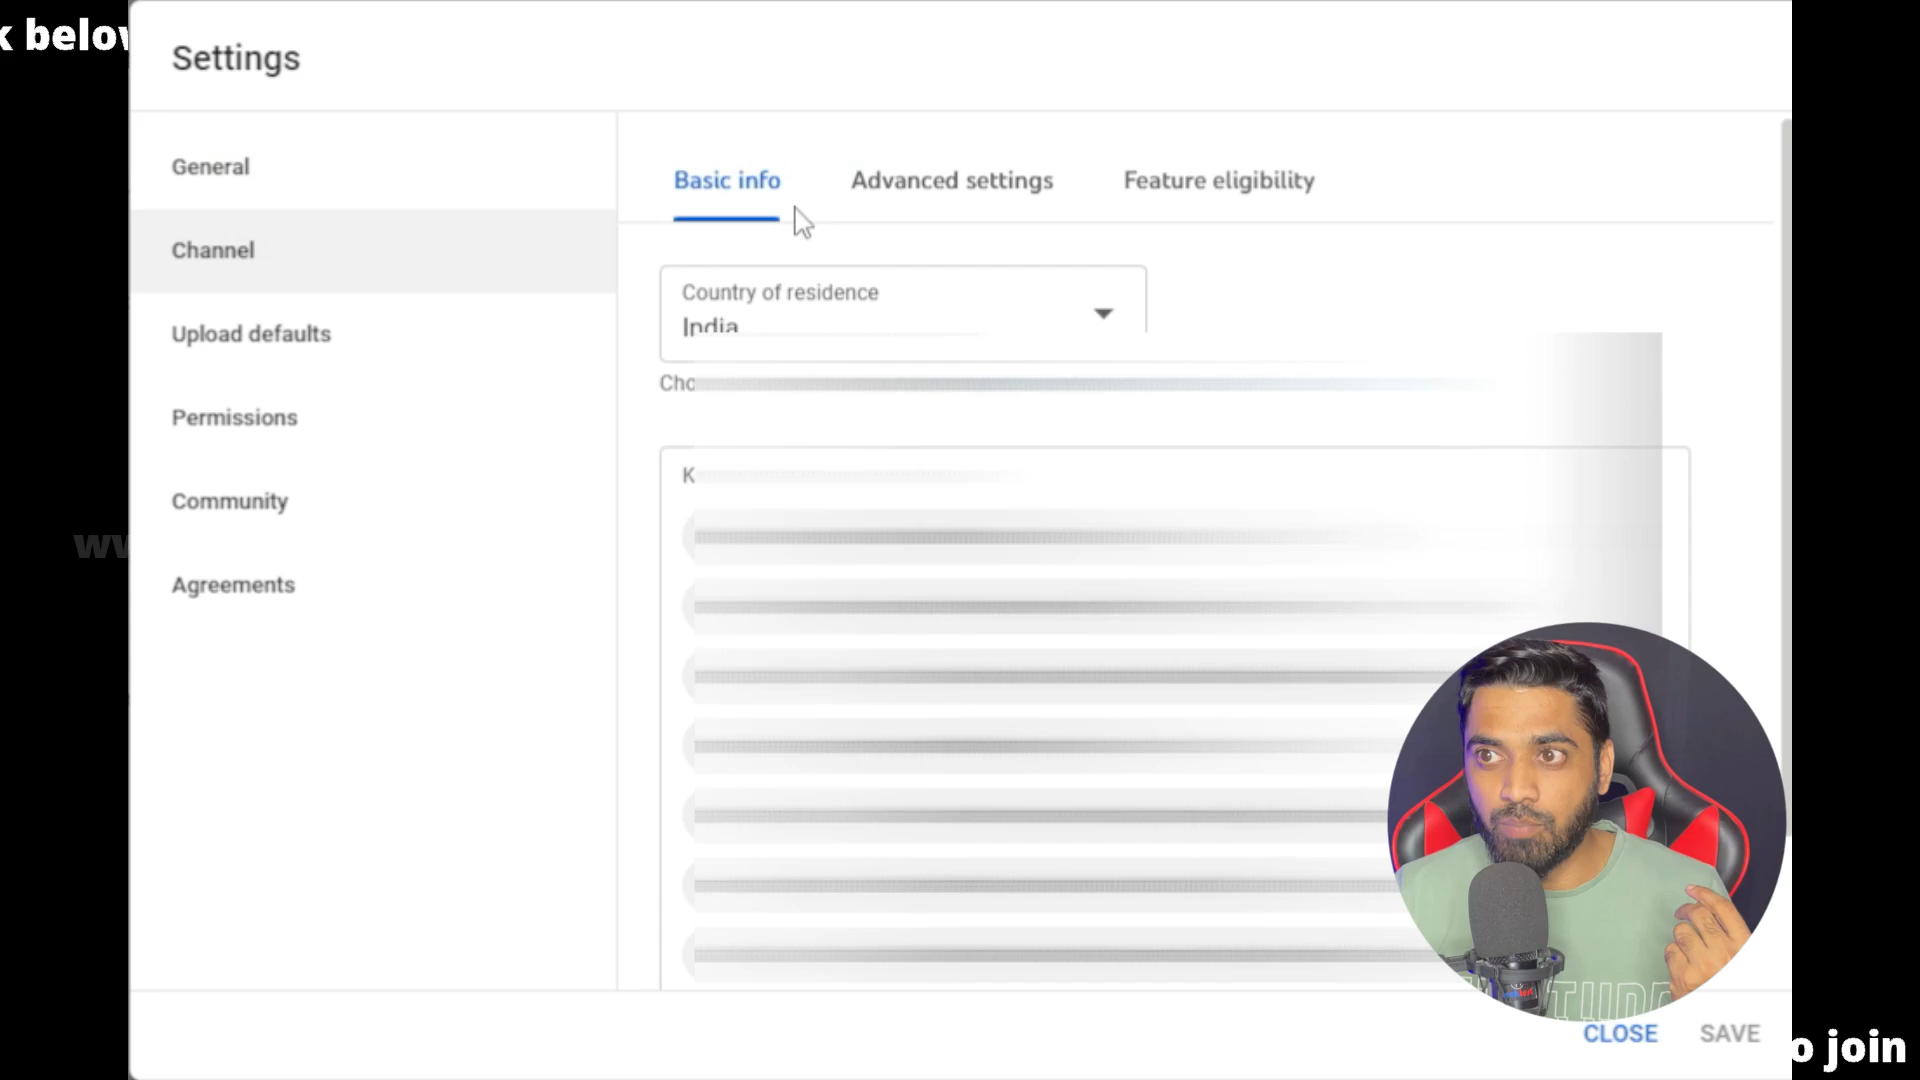 k below
Settings
General
Channel
Upload defaults
Permissions
Community
Agreements
Basic info
Advanced settings
Feature eligibility
Country of residence
India
Cho
K
CLOSE
SAVE
o join